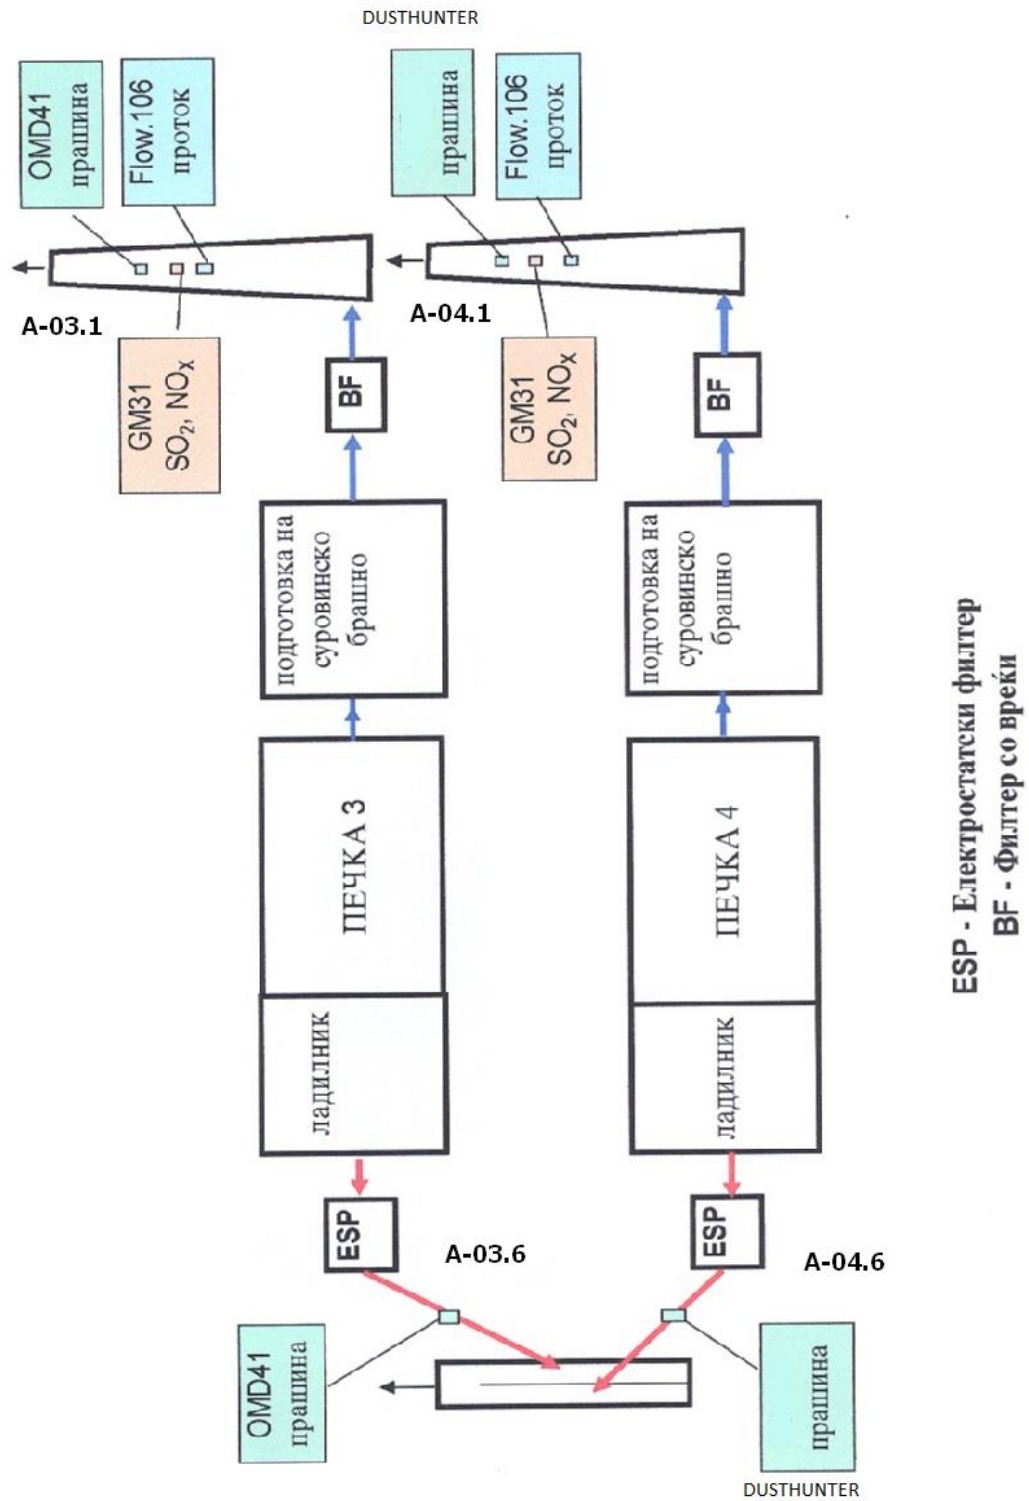 DUSTHUNTER
OMD41
прашина
Flow.106
проток
прашина
Flow.106
проток
A-03.1
A-04.1
GM31
SO₂, NOₓ
GM31
SO₂, NOₓ
BF
BF
подготовка на
суровинско
брашно
подготовка на
суровинско
брашно
ПЕЧКА 3
ПЕЧКА 4
ладилник
ладилник
ESP
ESP
A-03.6
A-04.6
OMD41
прашина
прашина
DUSTHUNTER
ESP - Електростатски филтер
BF - Филтер со вреќи